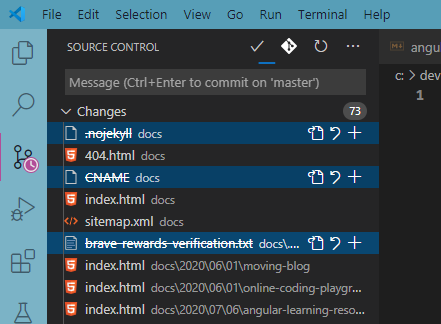 File Edit Selection View Go Run Terminal Help
SOURCE CONTROL
angu
Message (Ctrl+Enter to commit on 'master')
C: > dev
Changes 73
1
.nojekyll docs
404.html docs
CNAME docs
index.html docs
sitemap.xml docs
brave-rewards-verification.txt docs\...
index.html docs\2020\06\01\moving-blog
index.html docs\2020\06\01\online-coding-playgr...
index.html docs\2020\07\06\angular-learning-reso...